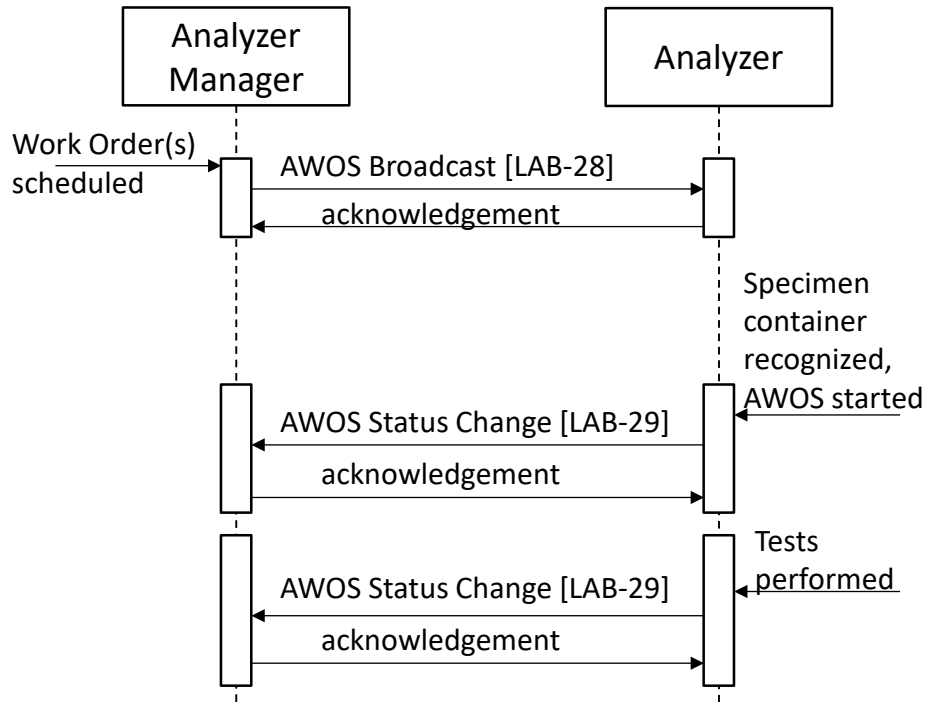 Analyzer
Manager
Analyzer
Work Order(s)
scheduled
AWOS Broadcast [LAB-28]
acknowledgement
Specimen
container
recognized,
AWOS started
AWOS Status Change [LAB-29]
acknowledgement
Tests
performed
AWOS Status Change [LAB-29]
acknowledgement